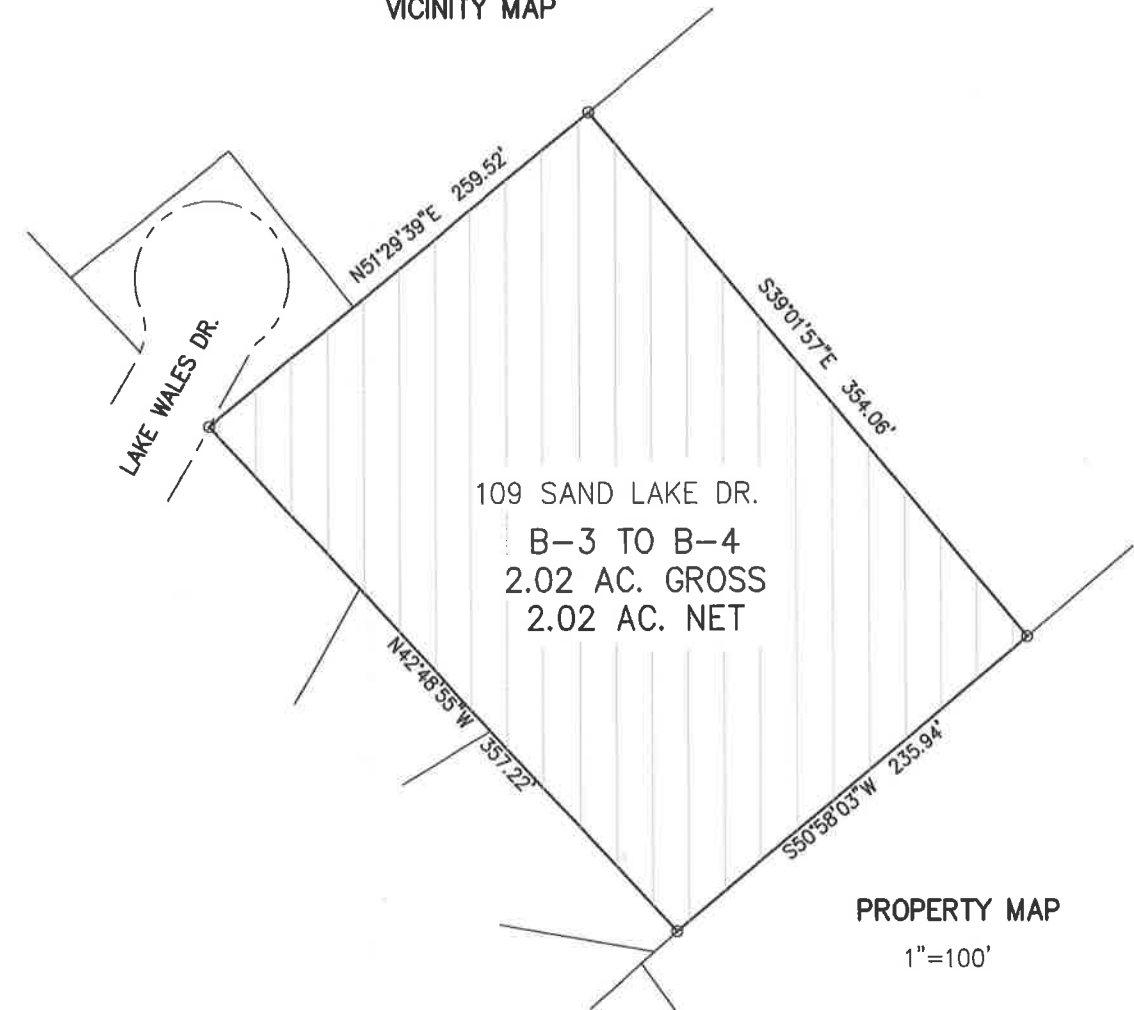 VICINITY MAP
N51°29'39"E 259.52'
S39°01'57"E 354.06'
LAKE WALES DR.
109 SAND LAKE DR.
B-3 TO B-4
2.02 AC. GROSS
2.02 AC. NET
N42°48'55"W 357.22'
S50°58'03"W 235.94'
PROPERTY MAP
1"=100'